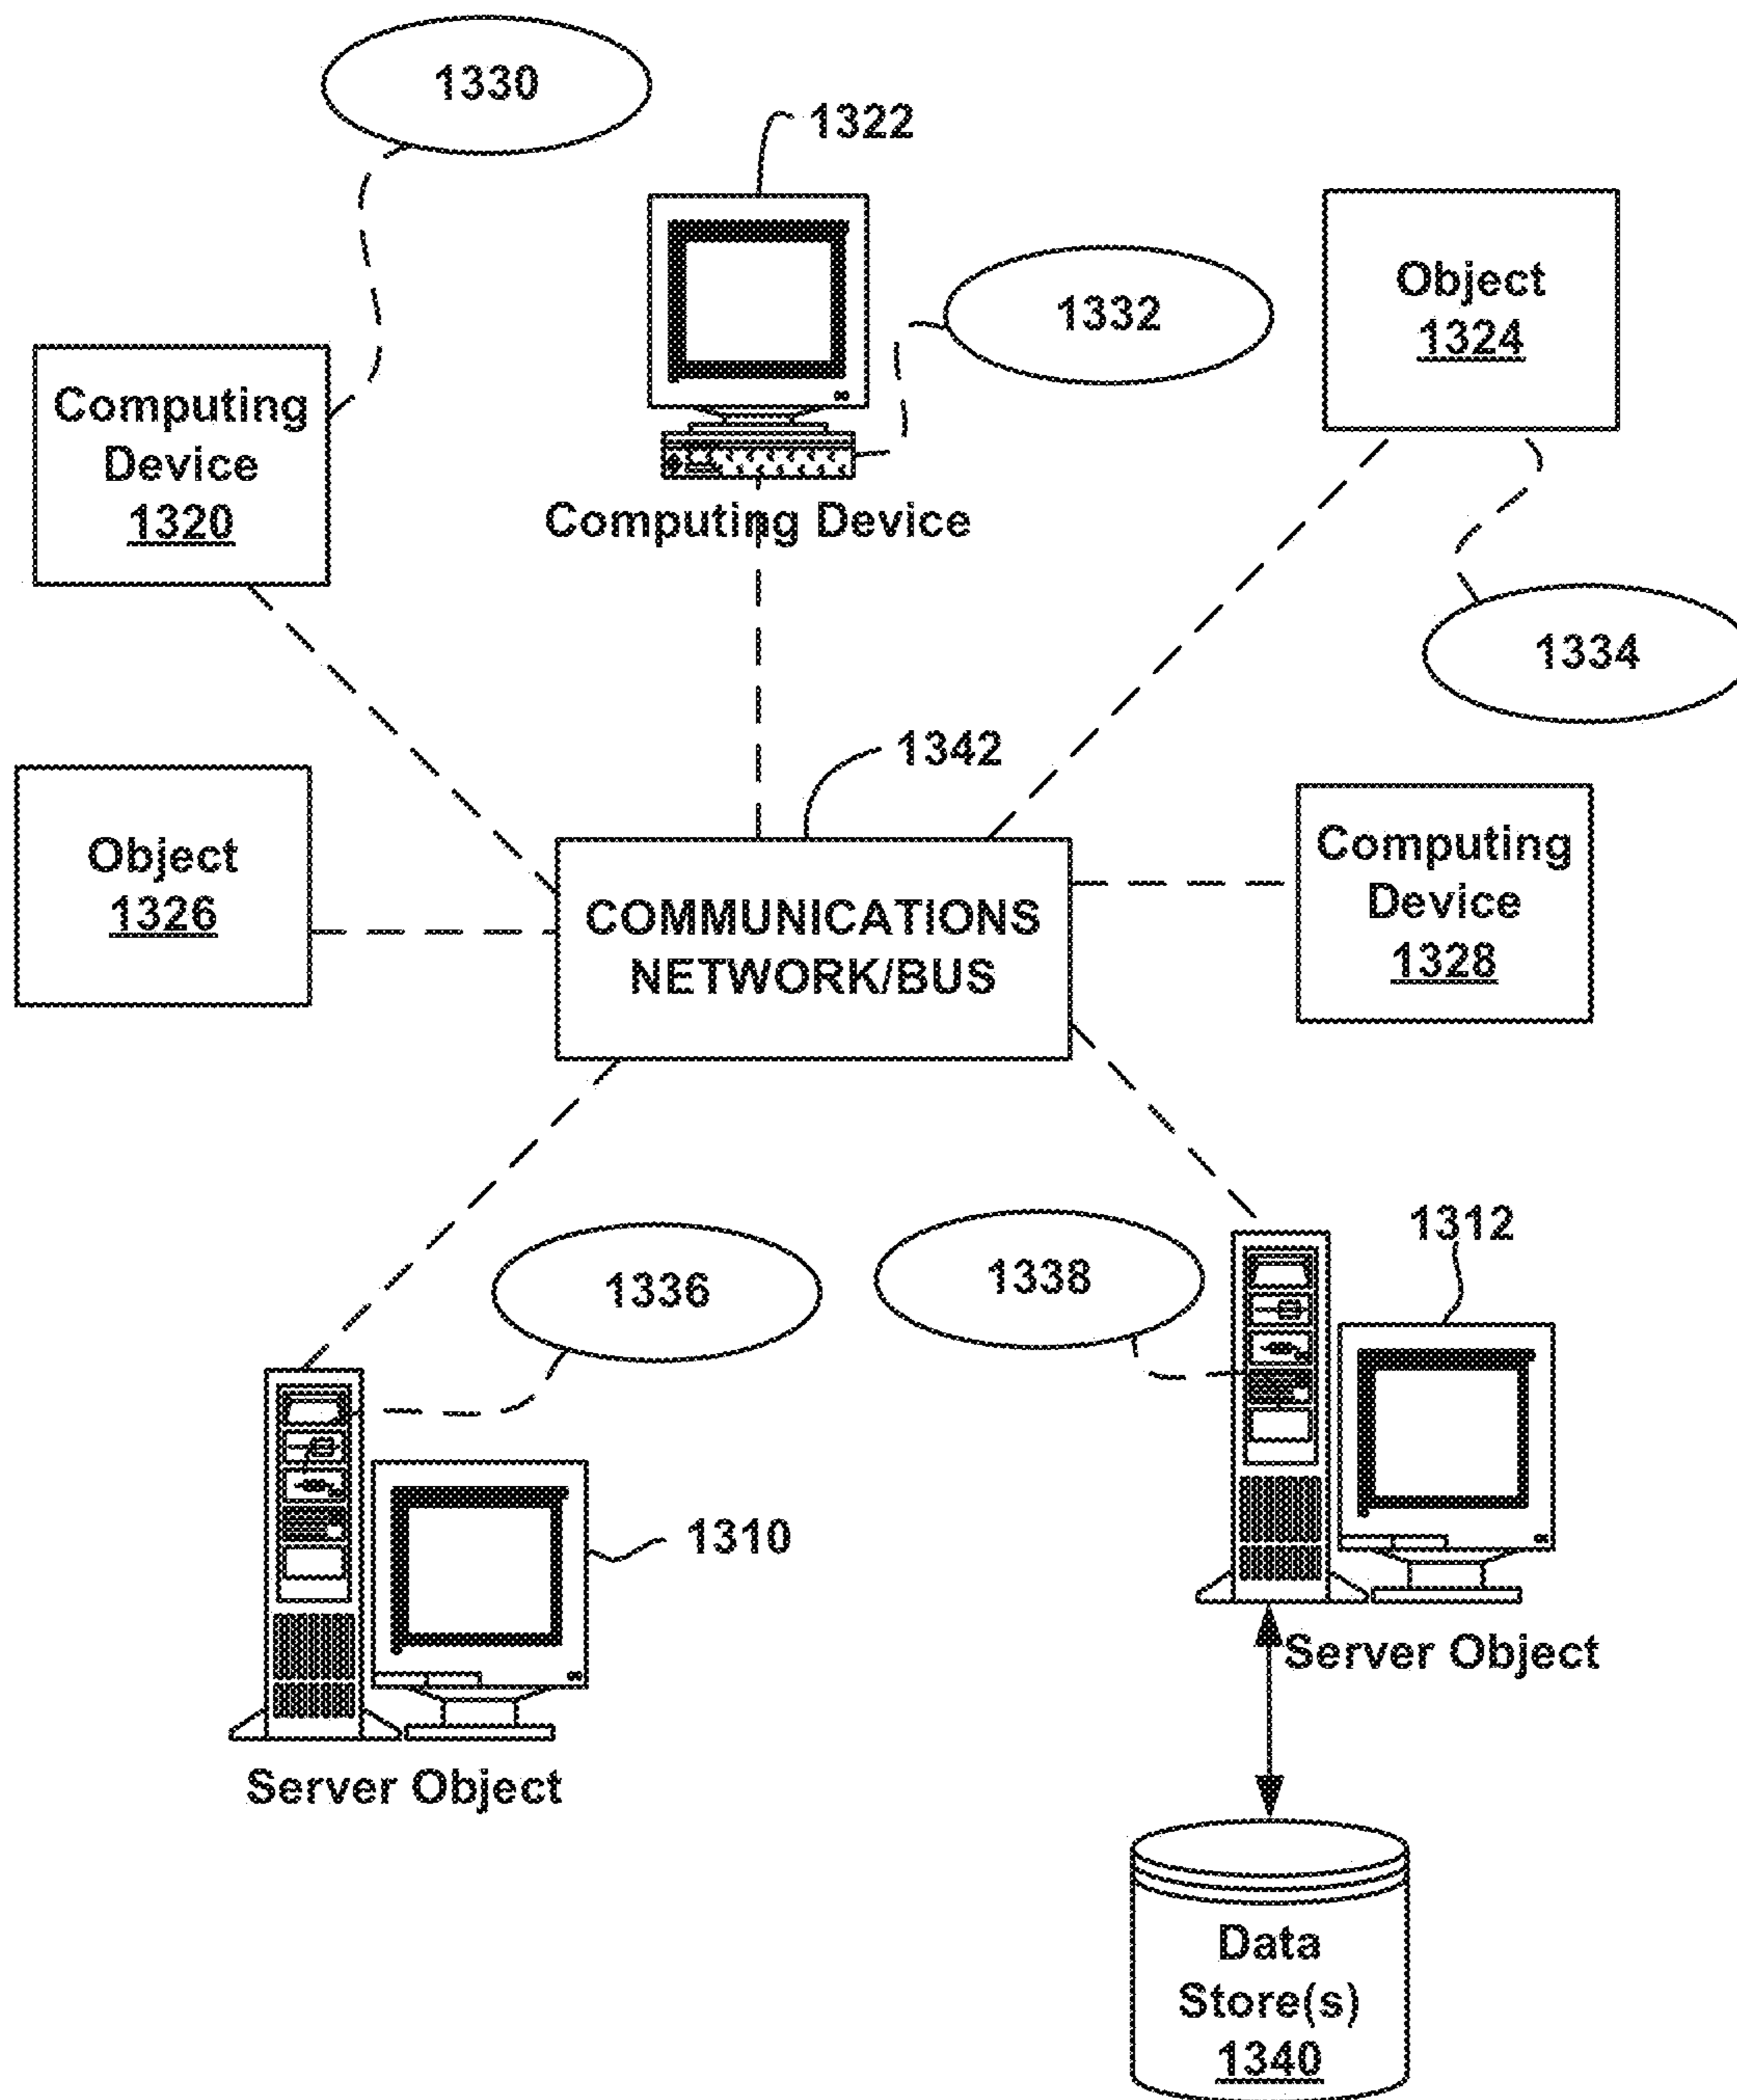 1330
1322
1332
Object
1324
Computing
Device
1320
Computing Device
1334
1342
Object
1326
COMMUNICATIONS
NETWORK/BUS
Computing
Device
1328
1336
1338
1312
1310
Server Object
Server Object
Data
Store(s)
1340